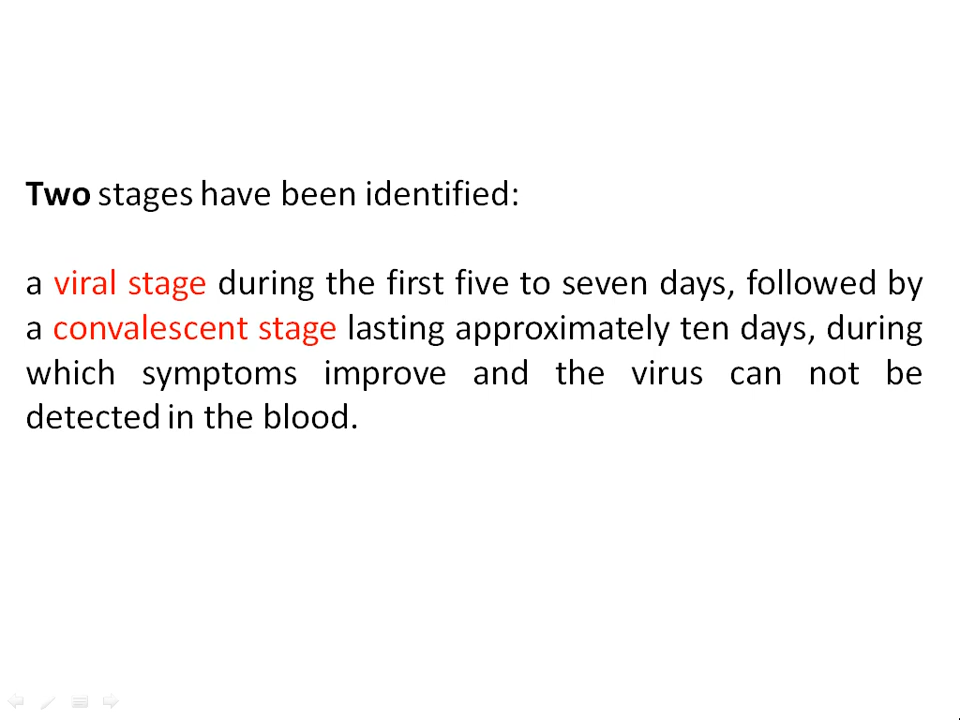 Two stages have been identified:
a viral stage during the first five to seven days, followed by
a convalescent stage lasting approximately ten days, during
which symptoms improve and the virus can not be
detected in the blood.